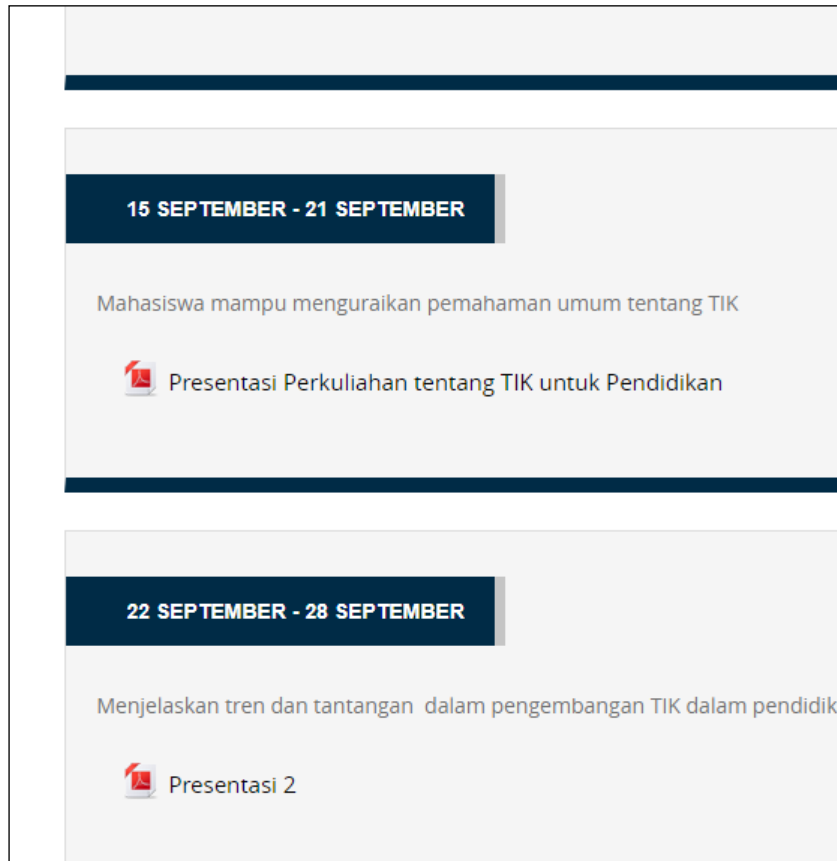 15 SEPTEMBER - 21 SEPTEMBER
Mahasiswa mampu menguraikan pemahaman umum tentang TIK
Presentasi Perkuliahan tentang TIK untuk Pendidikan
22 SEPTEMBER - 28 SEPTEMBER
Menjelaskan tren dan tantangan dalam pengembangan TIK dalam pendidik
Presentasi 2